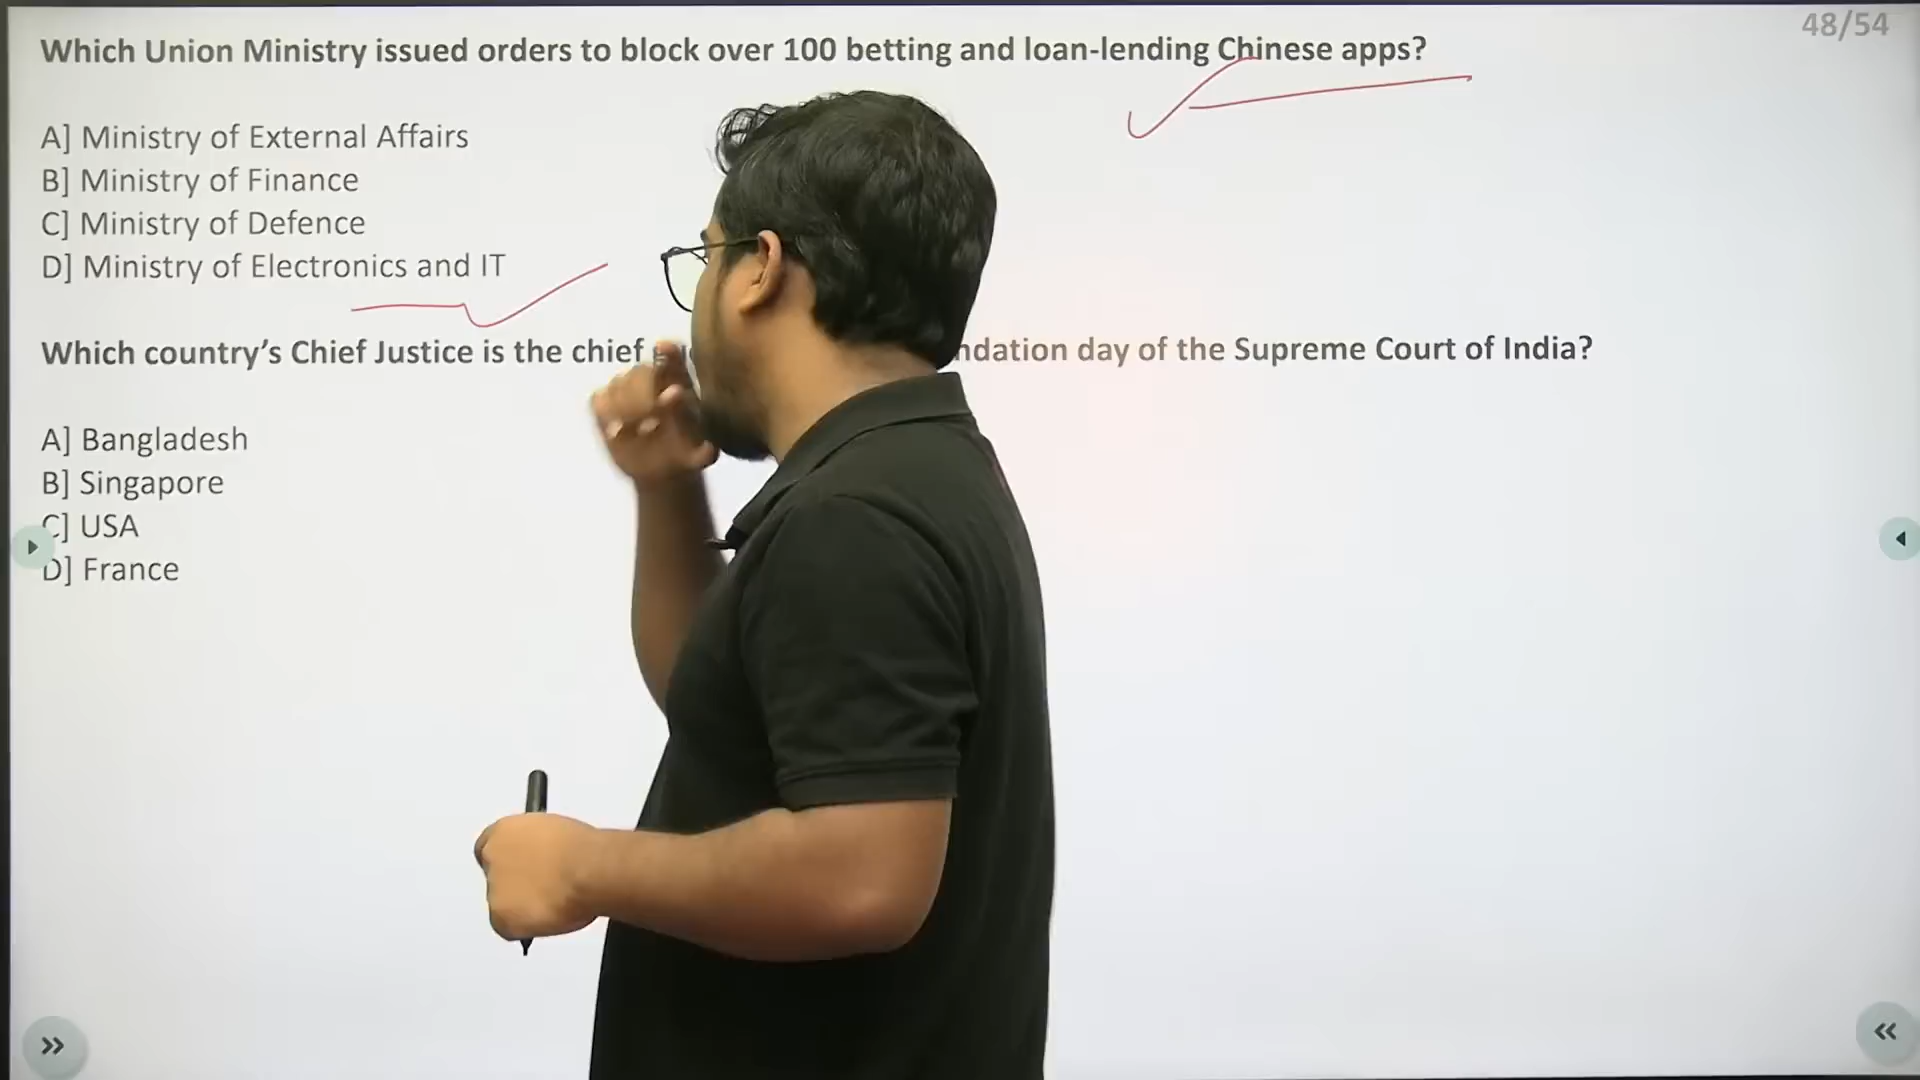 48/54
Which Union Ministry issued orders to block over 100 betting and loan-lending Chinese apps?
A] Ministry of External Affairs
B] Ministry of Finance
C] Ministry of Defence
D] Ministry of Electronics and IT
Which country's Chief Justice is the chief ndation day of the Supreme Court of India?
A] Bangladesh
B] Singapore
C] USA
D] France